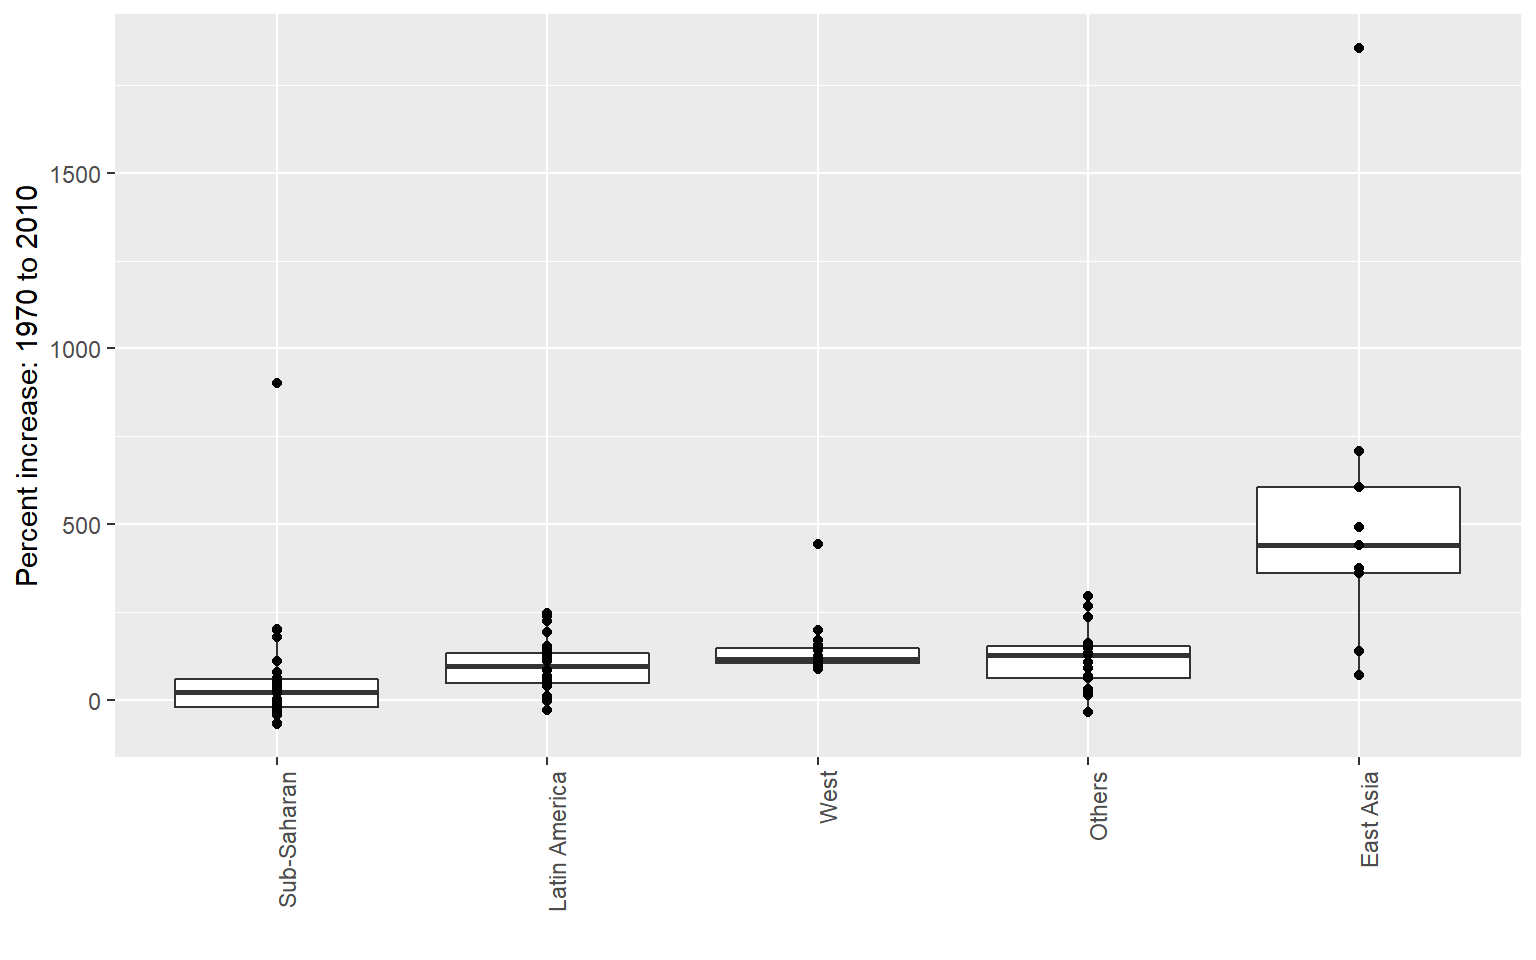 Percent increase: 1970 to 2010
1500
1000
500
0
Sub-Saharan
Latin America
West
Others
East Asia